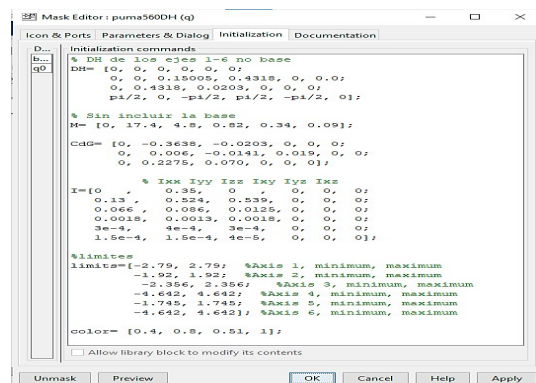 Mask Editor : puma560DH (q)
Icon & Ports Parameters & Dialog Initialization Documentation
D...
b...
q0
Initialization commands
% DH de los ejes 1-6 no base
DH= [0, 0, 0, 0, 0, 0;
0, 0, 0.15005, 0.4318, 0, 0.0;
0, 0.4318, 0.0203, 0, 0, 0;
pi/2, 0, -pi/2, pi/2, -pi/2, 0];
% Sin incluir la base
M= [0, 17.4, 4.8, 0.82, 0.34, 0.09];
CdG= [0, -0.3638, -0.0203, 0, 0, 0;
0, 0.006, -0.0141, 0.019, 0, 0;
0, 0.2275, 0.070, 0, 0, 0];
% Ixx Iyy Izz Ixy Iyz Ixz
I=[0 , 0.35, 0 , 0, 0, 0;
0.13 , 0.524, 0.539, 0, 0, 0;
0.066 , 0.086, 0.0125, 0, 0, 0;
0.0018, 0.0013, 0.0018, 0, 0, 0;
3e-4, 4e-4, 3e-4, 0, 0, 0;
1.5e-4, 1.5e-4, 4e-5, 0, 0, 0];
%limites
limits=[-2.79, 2.79; %Axis 1, minimum, maximum
-1.92, 1.92; %Axis 2, minimum, maximum
-2.356, 2.356; %Axis 3, minimum, maximum
-4.642, 4.642; %Axis 4, minimum, maximum
-1.745, 1.745; %Axis 5, minimum, maximum
-4.642, 4.642]; %Axis 6, minimum, maximum
color= [0.4, 0.8, 0.51, 1];
Allow library block to modify its contents
Unmask Preview OK Cancel Help Apply